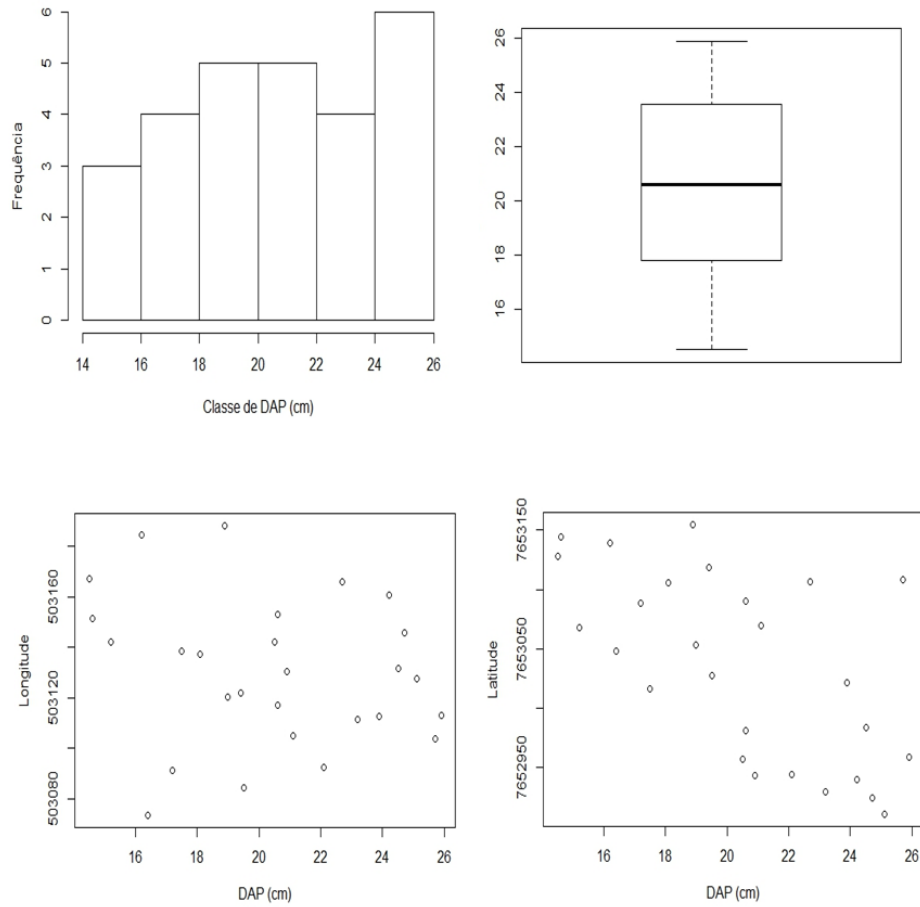 Frequência
6
5
4
3
2
1
0
14 16 18 20 22 24 26
Classe de DAP (cm)
26
24
22
20
18
16
Longitude
503160
503120
503080
16 18 20 22 24 26
DAP (cm)
Latitude
7653150
7653050
7652950
16 18 20 22 24 26
DAP (cm)